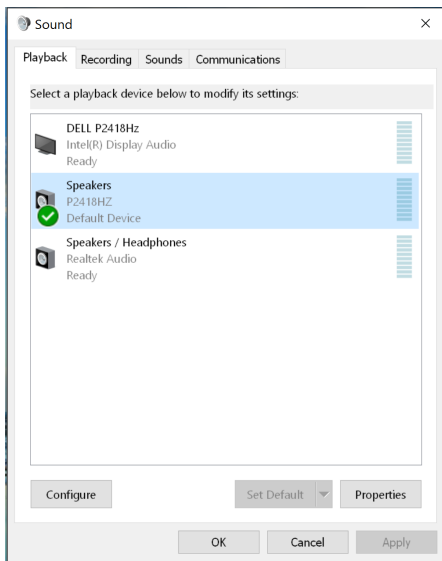 Sound
Playback Recording Sounds Communications
Select a playback device below to modify its settings:
DELL P2418Hz
Intel(R) Display Audio
Ready
Speakers
P2418HZ
Default Device
Speakers / Headphones
Realtek Audio
Ready
Configure Set Default Properties
OK Cancel Apply